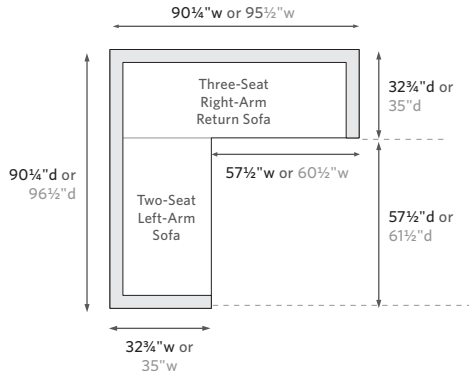 90¼"w or 95½"w
Three-Seat
Right-Arm
Return Sofa
32¾"d or
35"d
90¼"d or
96½"d
57½"w or 60½"w
Two-Seat
Left-Arm
Sofa
57½"d or
61½"d
32¾"w or
35"w